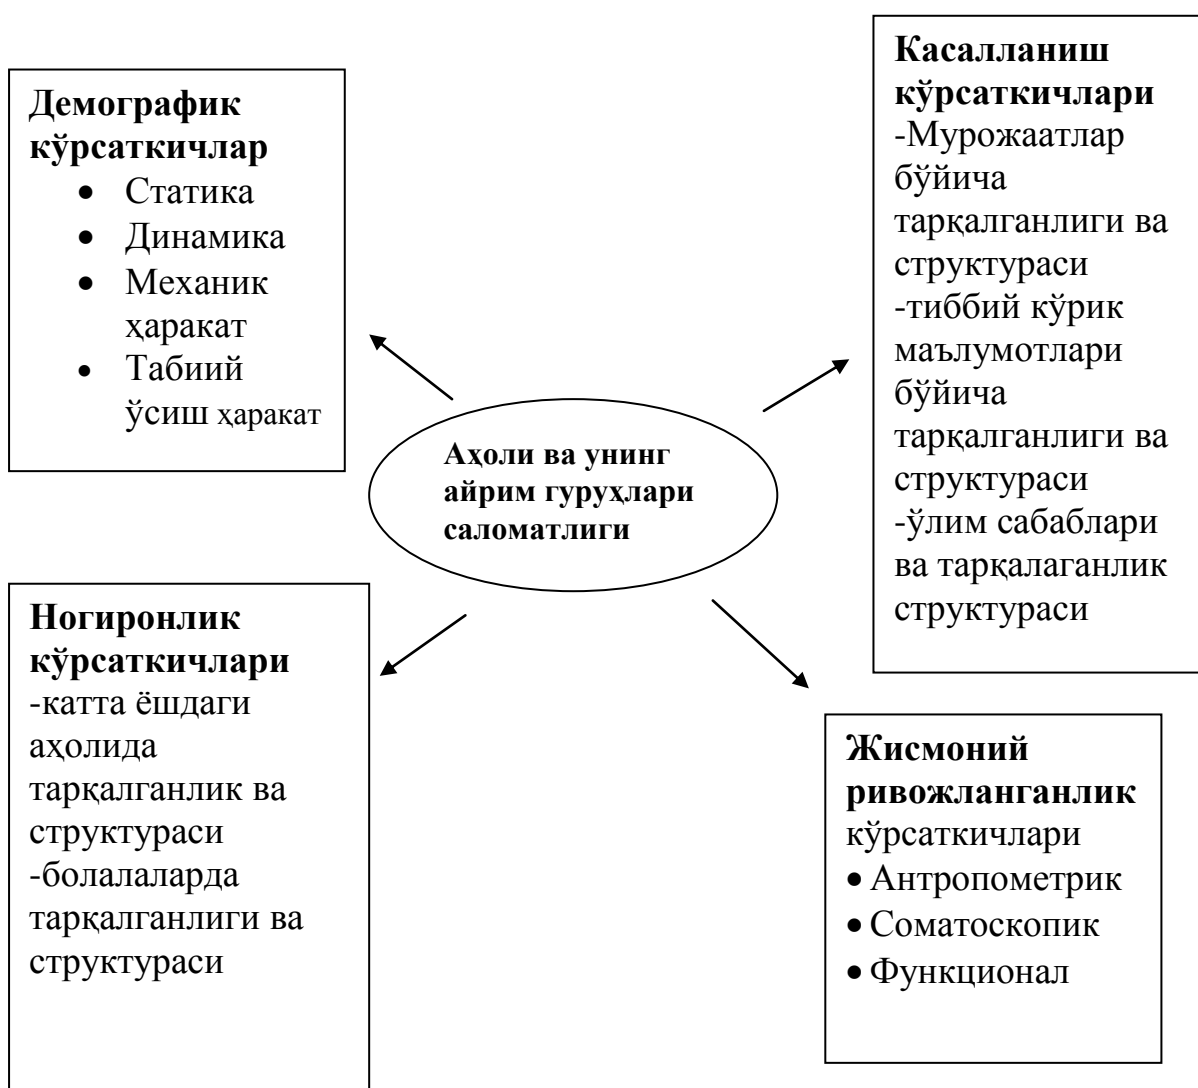 Демографик
кўрсаткичлар
• Статика
• Динамика
• Механик
ҳаракат
• Табиий
ўсиш ҳаракат
Касалланиш
кўрсаткичлари
-Мурожаатлар
бўйича
тарқалганлиги ва
структураси
-тиббий кўрик
маълумотлари
бўйича
тарқалганлиги ва
структураси
-ўлим сабаблари
ва тарқалаганлик
структураси
Аҳоли ва унинг
айрим гуруҳлари
саломатлиги
Ногиронлик
кўрсаткичлари
-катта ёшдаги
аҳолида
тарқалганлик ва
структураси
-болалаларда
тарқалганлиги ва
структураси
Жисмоний
ривожланганлик
кўрсаткичлари
• Антропометрик
• Соматоскопик
• Функционал